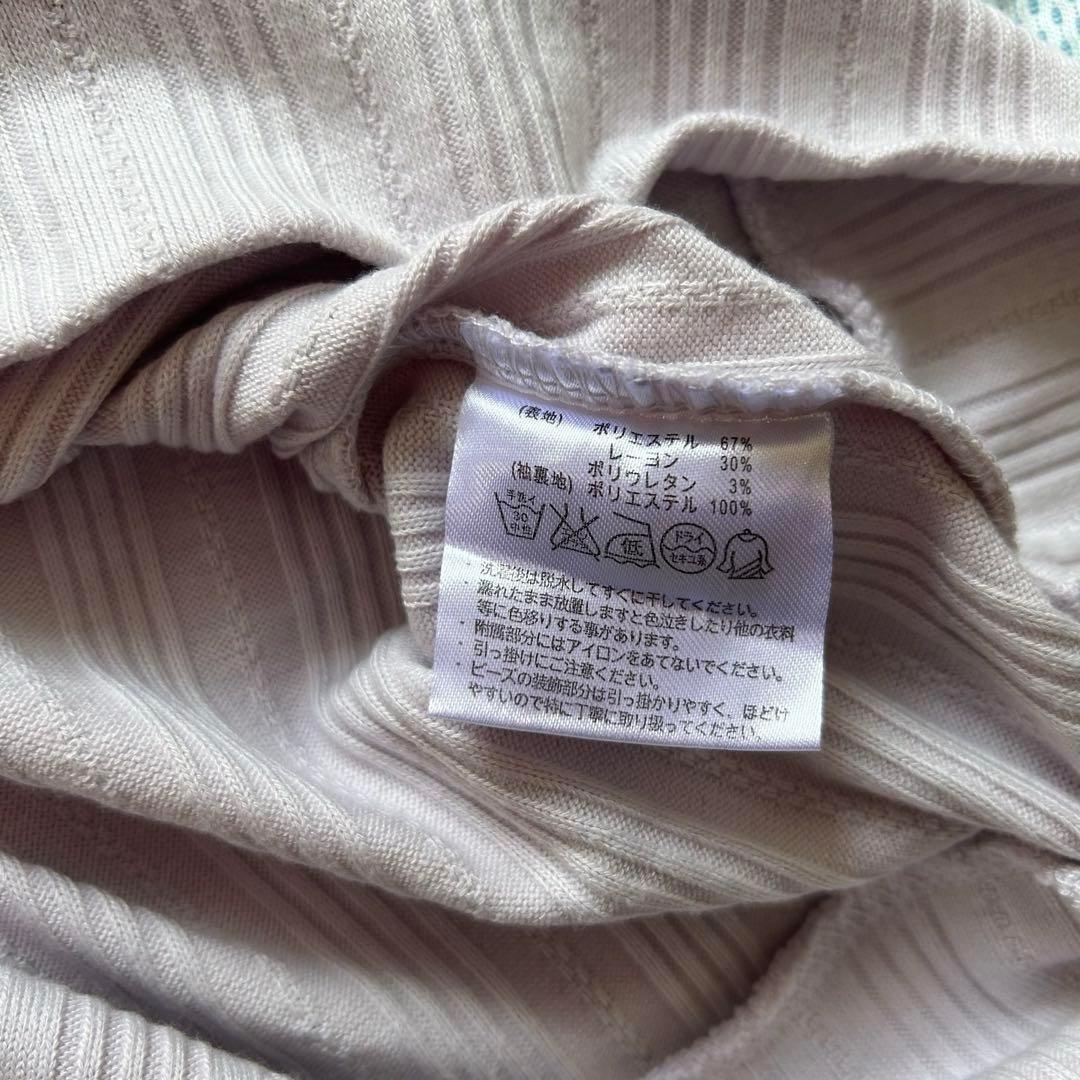 (表地) ポリエステル 67%
レーヨン 30%
ポリウレタン 3%
(袖裏地) ポリエステル 100%
手洗イ
30
中性
低
ドライ
セキユ系
・洗濯後は脱水してすぐに干してください。
・濡れたまま放置しますと色泣きしたり他の衣料
等に色移りする事があります。
・附属部分にはアイロンをあてないでください。
・引っ掛けにご注意ください。
・ビーズの装飾部分は引っ掛かりやすく、ほどけ
やすいので特に丁寧に取り扱ってください。